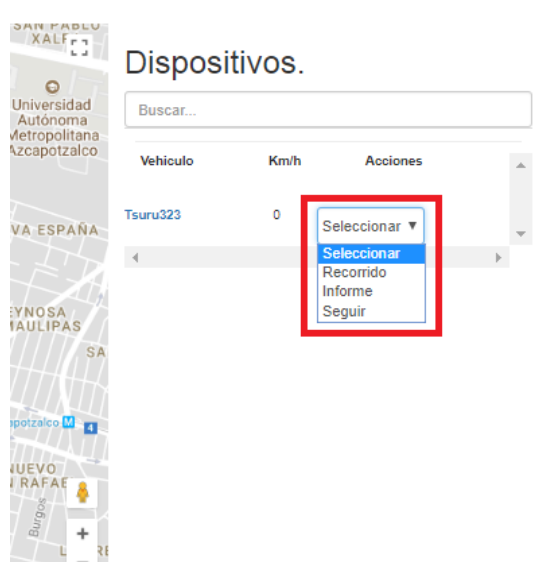 SAN PABLO
Dispositivos.
Universidad
Autónoma
Metropolitana
Azcapotzalco
Buscar...
Vehiculo Km/h Acciones
Tsuru323 0 Seleccionar ▼
Seleccionar
Recorrido
Informe
Seguir
VA ESPAÑA
EYNOSA
MAULIPAS
SA
apotzalco M 4
NUEVO
N RAFAE
Burgos
+